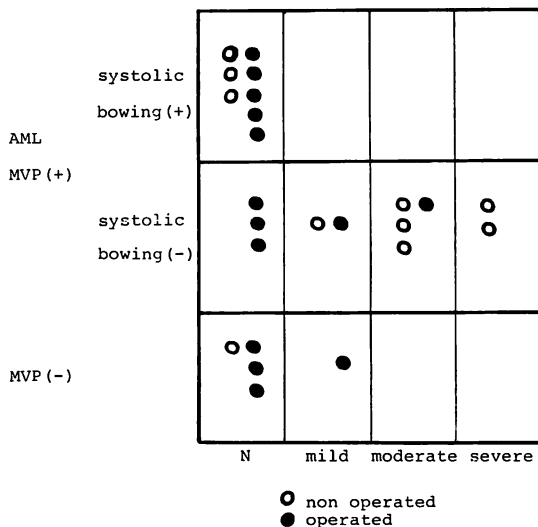 systolic
bowing(+)
AML
MVP(+)
systolic
bowing(-)
MVP(-)
N mild moderate severe
non operated
operated